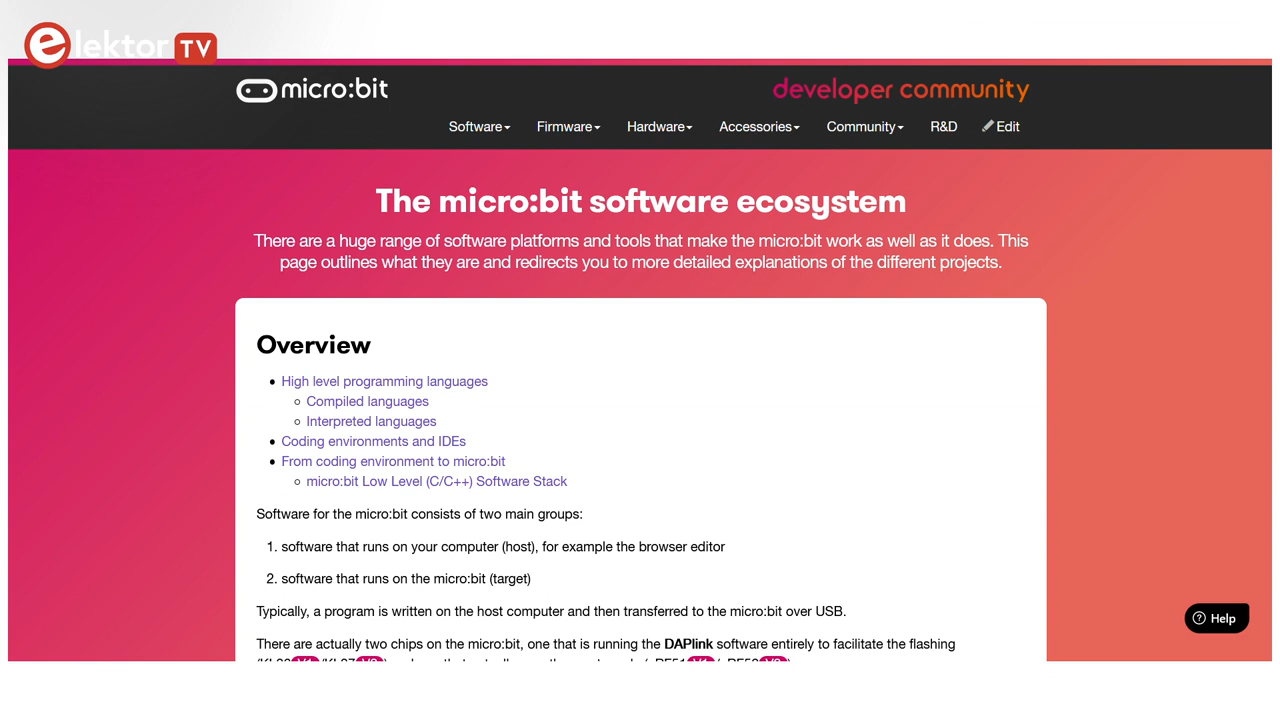 elektor TV
micro:bit
developer community
Software Firmware Hardware Accessories Community R&D Edit
The micro:bit software ecosystem
There are a huge range of software platforms and tools that make the micro:bit work as well as it does. This
page outlines what they are and redirects you to more detailed explanations of the different projects.
Overview
High level programming languages
Compiled languages
Interpreted languages
Coding environments and IDEs
From coding environment to micro:bit
micro:bit Low Level (C/C++) Software Stack
Software for the micro:bit consists of two main groups:
1. software that runs on your computer (host), for example the browser editor
2. software that runs on the micro:bit (target)
Typically, a program is written on the host computer and then transferred to the micro:bit over USB.
There are actually two chips on the micro:bit, one that is running the DAPlink software entirely to facilitate the flashing
Help